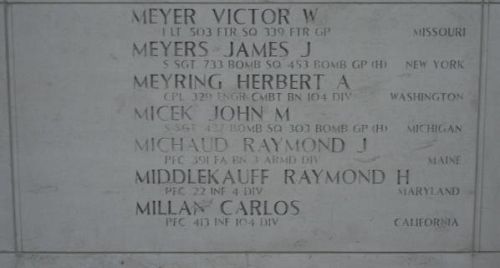 MEYER VICTOR W
1 LT 503 FTR SQ 339 FTR GP MISSOURI
MEYERS JAMES J
S SGT 733 BOMB SQ 453 BOMB GP (H) NEW YORK
MEYRING HERBERT A
CPL 329 ENGR CMBT BN 104 DIV WASHINGTON
MICEK JOHN M
S SGT 427 BOMB SQ 303 BOMB GP (H) MICHIGAN
MICHAUD RAYMOND J
PFC 391 FA BN 3 ARMD DIV MAINE
MIDDLEKAUFF RAYMOND H
PFC 22 INF 4 DIV MARYLAND
MILLAN CARLOS
PFC 413 INF 104 DIV CALIFORNIA